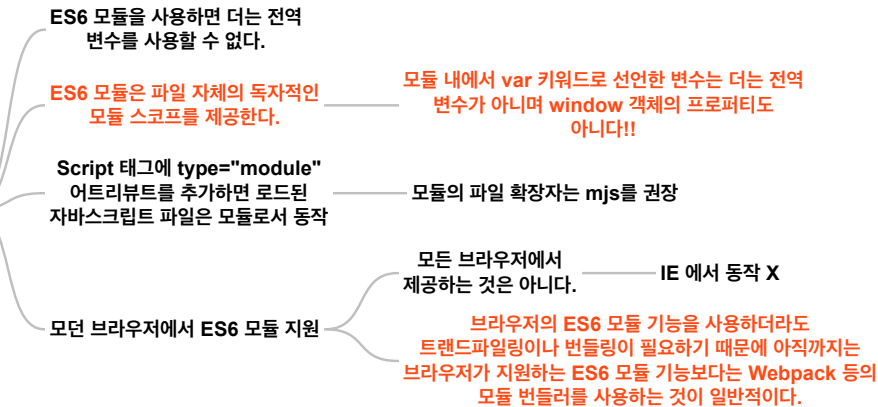 ES6 모듈을 사용하면 더는 전역
변수를 사용할 수 없다.
ES6 모듈은 파일 자체의 독자적인
모듈 스코프를 제공한다.
모듈 내에서 var 키워드로 선언한 변수는 더는 전역
변수가 아니며 window 객체의 프로퍼티도
아니다!!
Script 태그에 type="module"
어트리뷰트를 추가하면 로드된
자바스크립트 파일은 모듈로서 동작
모듈의 파일 확장자는 mjs를 권장
모던 브라우저에서 ES6 모듈 지원
모든 브라우저에서
제공하는 것은 아니다.
IE 에서 동작 X
브라우저의 ES6 모듈 기능을 사용하더라도
트랜드파일링이나 번들링이 필요하기 때문에 아직까지는
브라우저가 지원하는 ES6 모듈 기능보다는 Webpack 등의
모듈 번들러를 사용하는 것이 일반적이다.